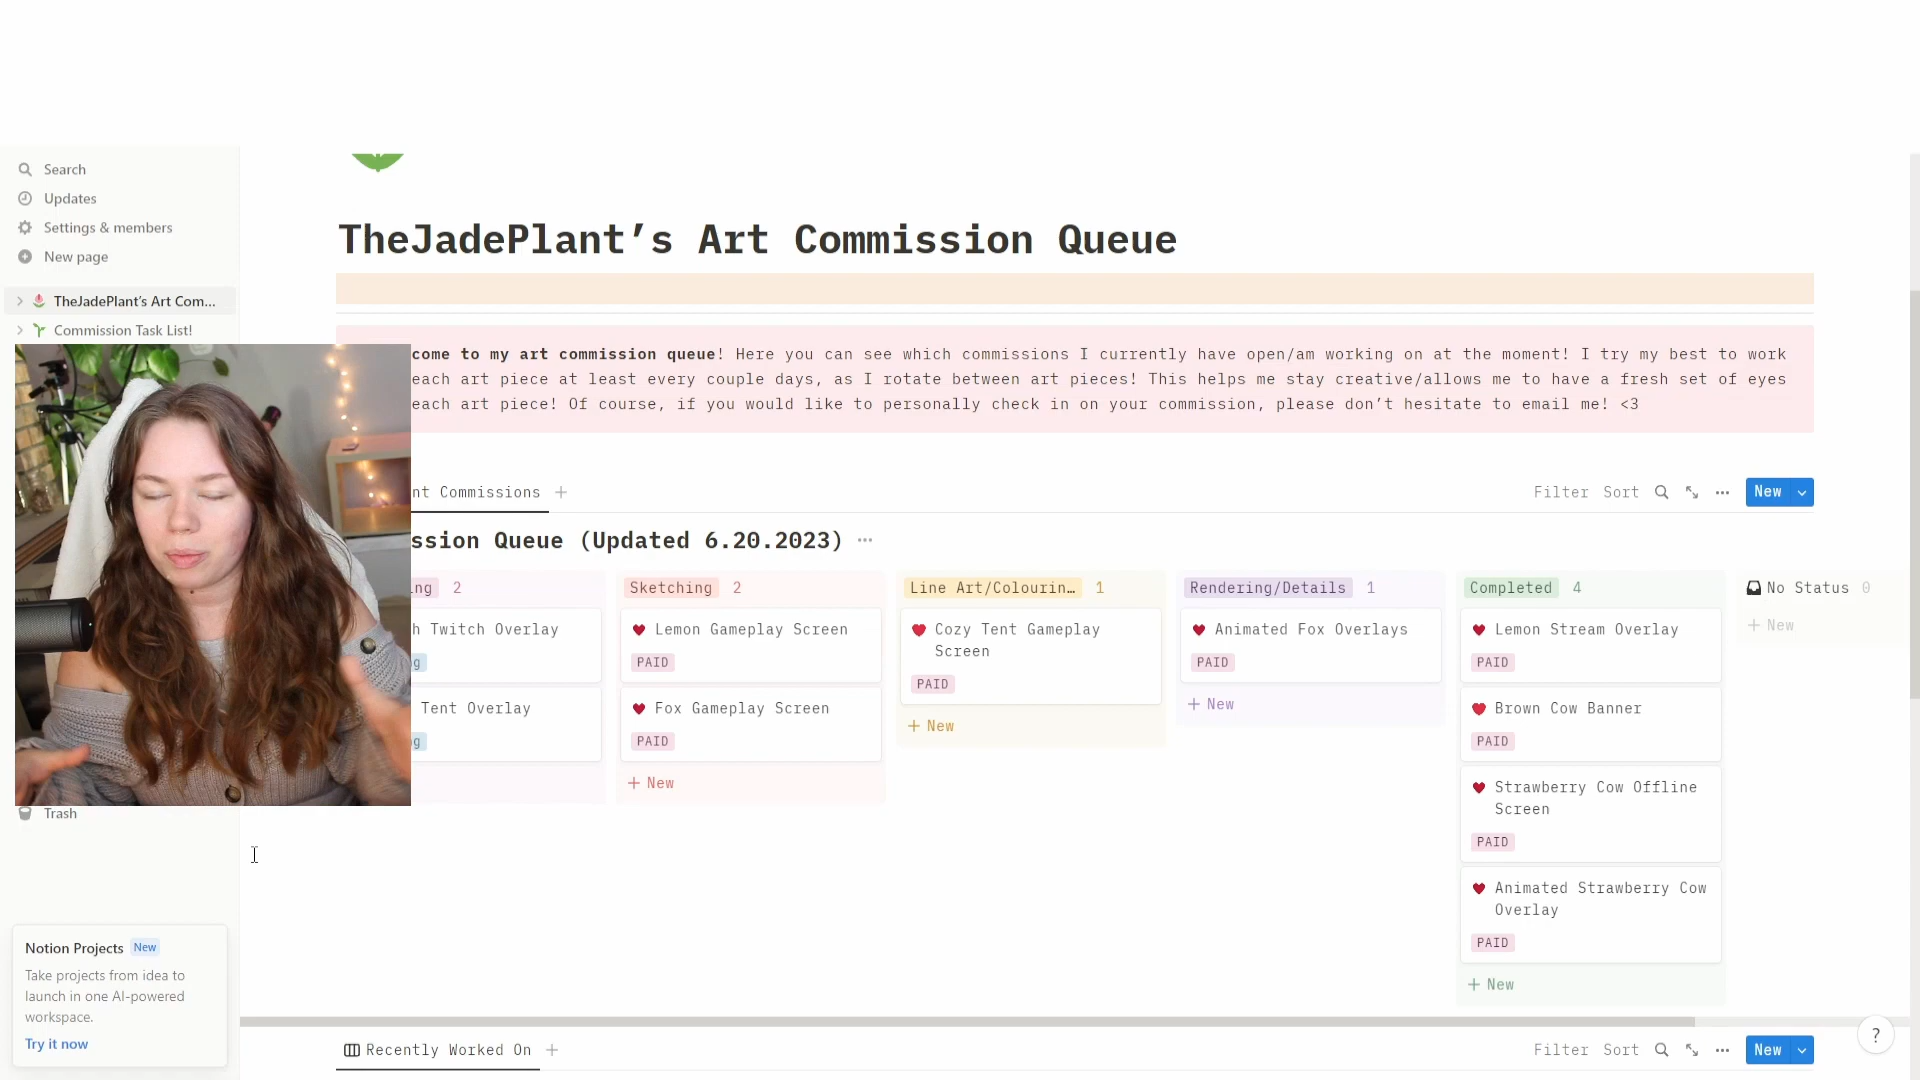 Search
Updates
Settings & members
New page
TheJadePlant's Art Com...
Commission Task List!
Trash
Notion Projects New
Take projects from idea to
launch in one AI-powered
workspace.
Try it now
TheJadePlant’s Art Commission Queue
come to my art commission queue! Here you can see which commissions I currently have open/am working on at the moment! I try my best to work
each art piece at least every couple days, as I rotate between art pieces! This helps me stay creative/allows me to have a fresh set of eyes
each art piece! Of course, if you would like to personally check in on your commission, please don’t hesitate to email me! <3
Commissions +
Filter Sort ... New
Queue (Updated 6.20.2023) ...
2
Twitch Overlay
Tent Overlay
Sketching 2
Lemon Gameplay Screen
PAID
Fox Gameplay Screen
PAID
+ New
Line Art/Colourin… 1
Cozy Tent Gameplay
Screen
PAID
+ New
Rendering/Details 1
Animated Fox Overlays
PAID
+ New
Completed 4
Lemon Stream Overlay
PAID
Brown Cow Banner
PAID
Strawberry Cow Offline
Screen
PAID
Animated Strawberry Cow
Overlay
PAID
+ New
No Status 0
+ New
Recently Worked On +
Filter Sort ... New
?